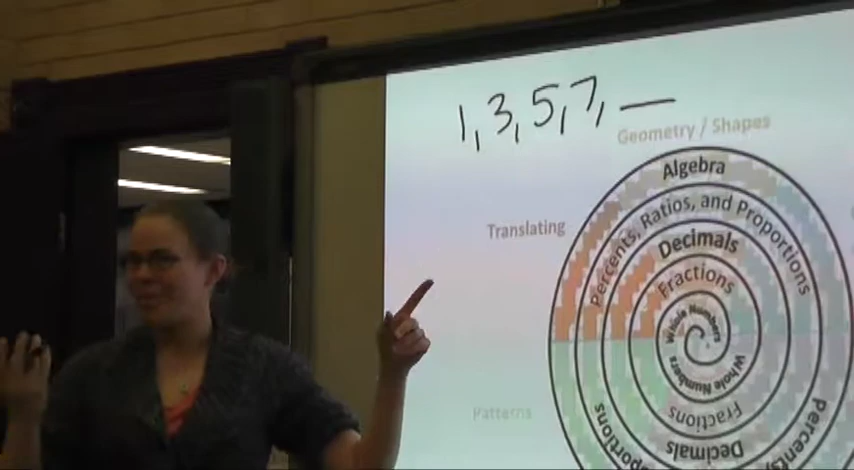 1, 3, 5, 7, __
Geometry / Shapes
Algebra
Percents, Ratios, and Proportions
Translating
Decimals
Fractions
Whole Numbers
Whole Numbers
Patterns
Fractions
Decimals
Percents